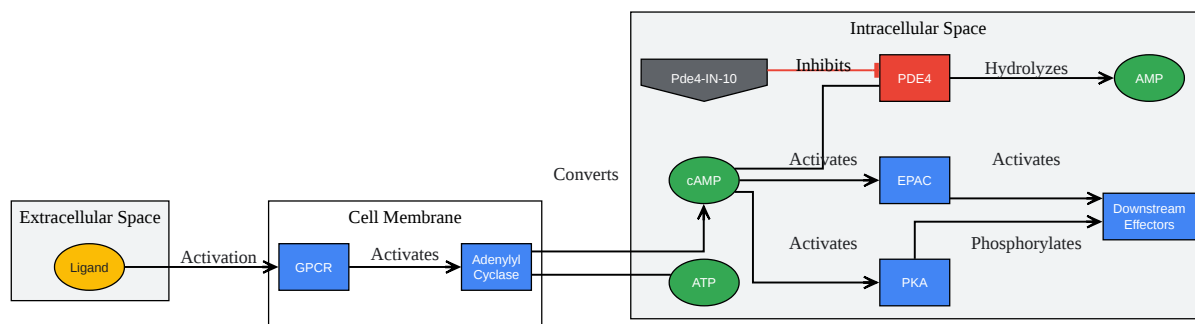 Intracellular Space
Pde4-IN-10
Inhibits
PDE4
Hydrolyzes
AMP
Converts
cAMP
Activates
EPAC
Activates
Extracellular Space
Cell Membrane
Downstream
Effectors
Ligand
Activation
GPCR
Activates
Adenylyl
Cyclase
ATP
Activates
PKA
Phosphorylates